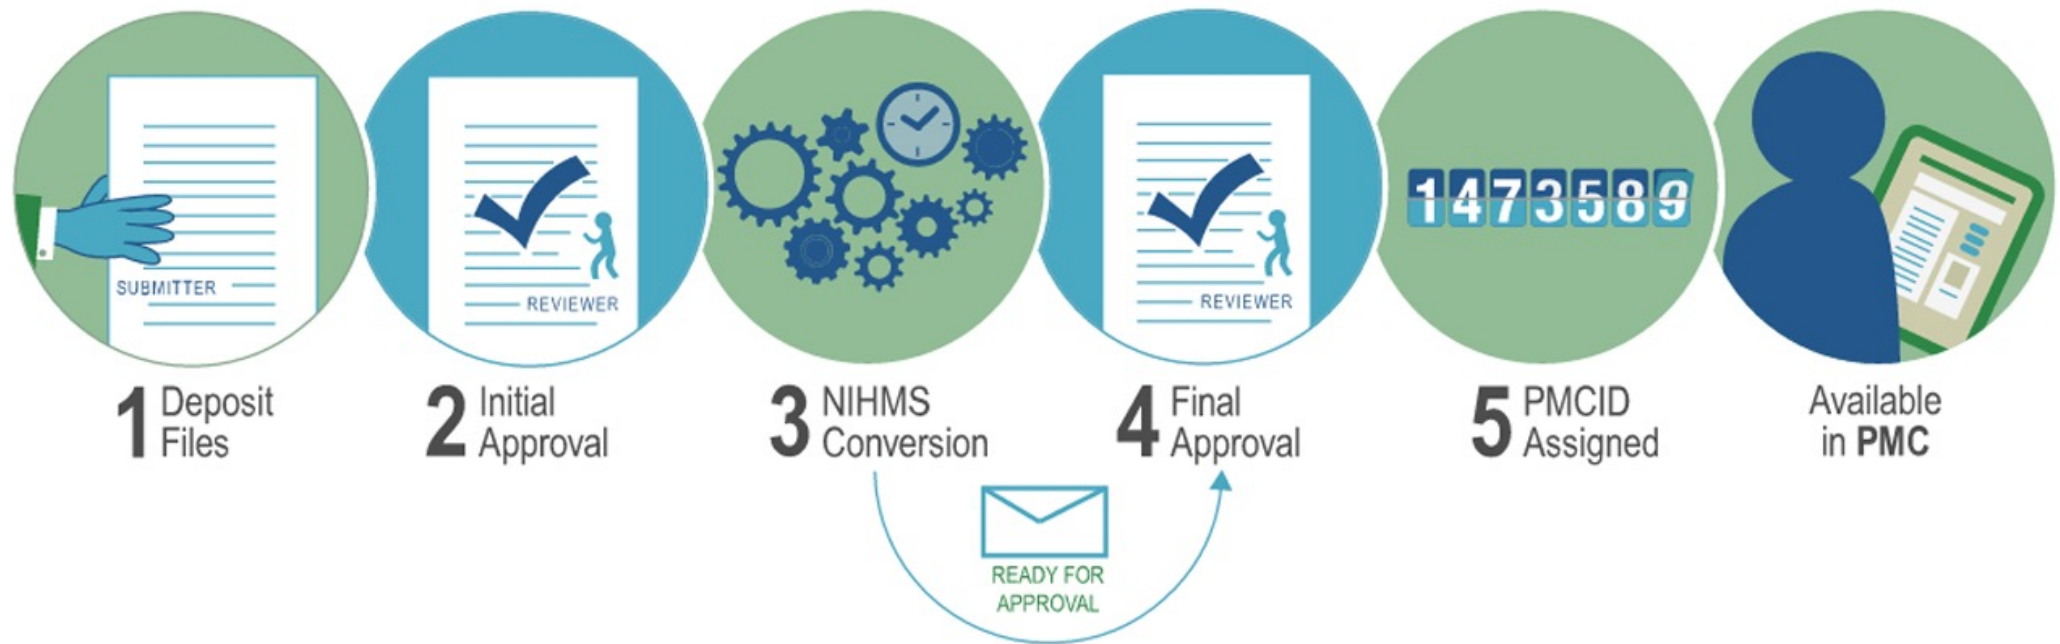 SUBMITTER
REVIEWER
REVIEWER
1473589
1 Deposit
Files
2 Initial
Approval
3 NIHMS
Conversion
4 Final
Approval
5 PMCID
Assigned
Available
in PMC
READY FOR
APPROVAL